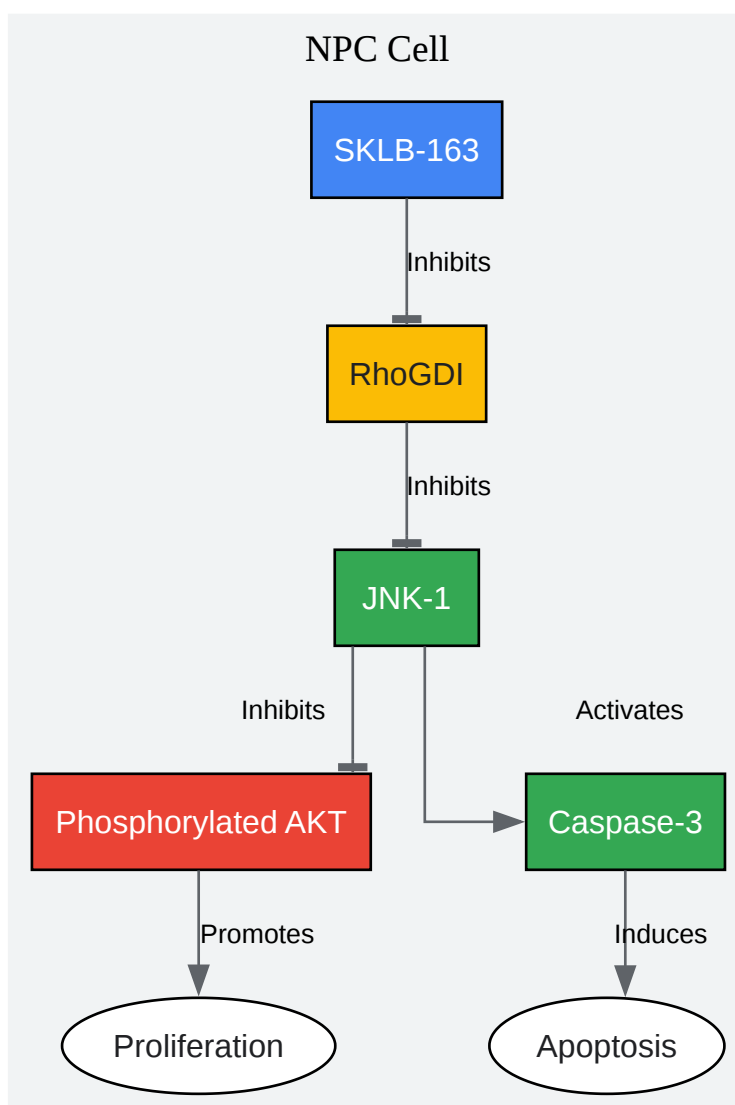 NPC Cell
SKLB-163
Inhibits
RhoGDI
Inhibits
JNK-1
Inhibits
Activates
Phosphorylated AKT
Caspase-3
Promotes
Induces
Proliferation
Apoptosis